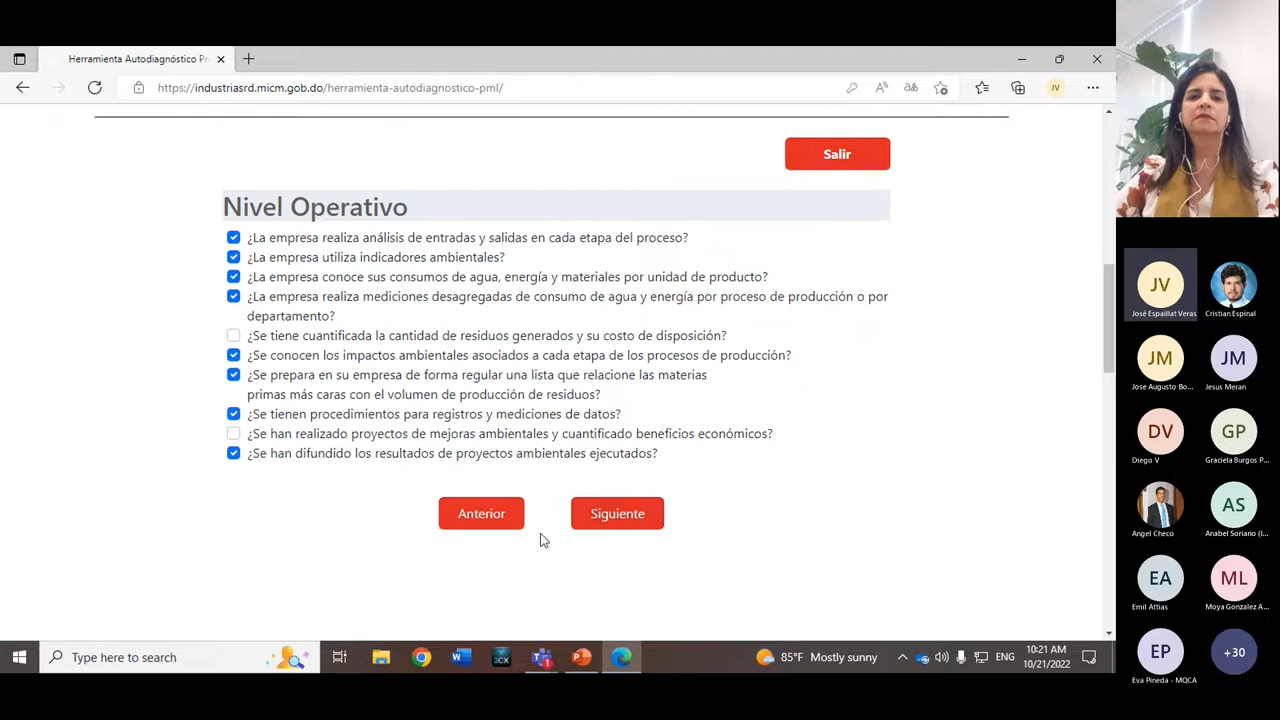 Herramienta Autodiagnóstico Pr
https://industriasrd.micm.gob.do/herramienta-autodiagnostico-pml/
JV
Salir
Nivel Operativo
¿La empresa realiza análisis de entradas y salidas en cada etapa del proceso?
¿La empresa utiliza indicadores ambientales?
¿La empresa conoce sus consumos de agua, energía y materiales por unidad de producto?
¿La empresa realiza mediciones desagregadas de consumo de agua y energía por proceso de producción o por
departamento?
¿Se tiene cuantificada la cantidad de residuos generados y su costo de disposición?
¿Se conocen los impactos ambientales asociados a cada etapa de los procesos de producción?
¿Se prepara en su empresa de forma regular una lista que relacione las materias
primas más caras con el volumen de producción de residuos?
¿Se tienen procedimientos para registros y mediciones de datos?
¿Se han realizado proyectos de mejoras ambientales y cuantificado beneficios económicos?
¿Se han difundido los resultados de proyectos ambientales ejecutados?
Anterior
Siguiente
Type here to search
85°F Mostly sunny
ENG
10:21 AM
10/21/2022
JV
José Espaillat Veras
Cristian Espinal
JM
Jose Augusto Bo...
JM
Jesus Meran
DV
Diego V
GP
Graciela Burgos P...
Angel Checo
AS
Anabel Soriano (I...
EA
Emil Attias
ML
Moya Gonzalez A...
EP
Eva Pineda - MQCA
+30